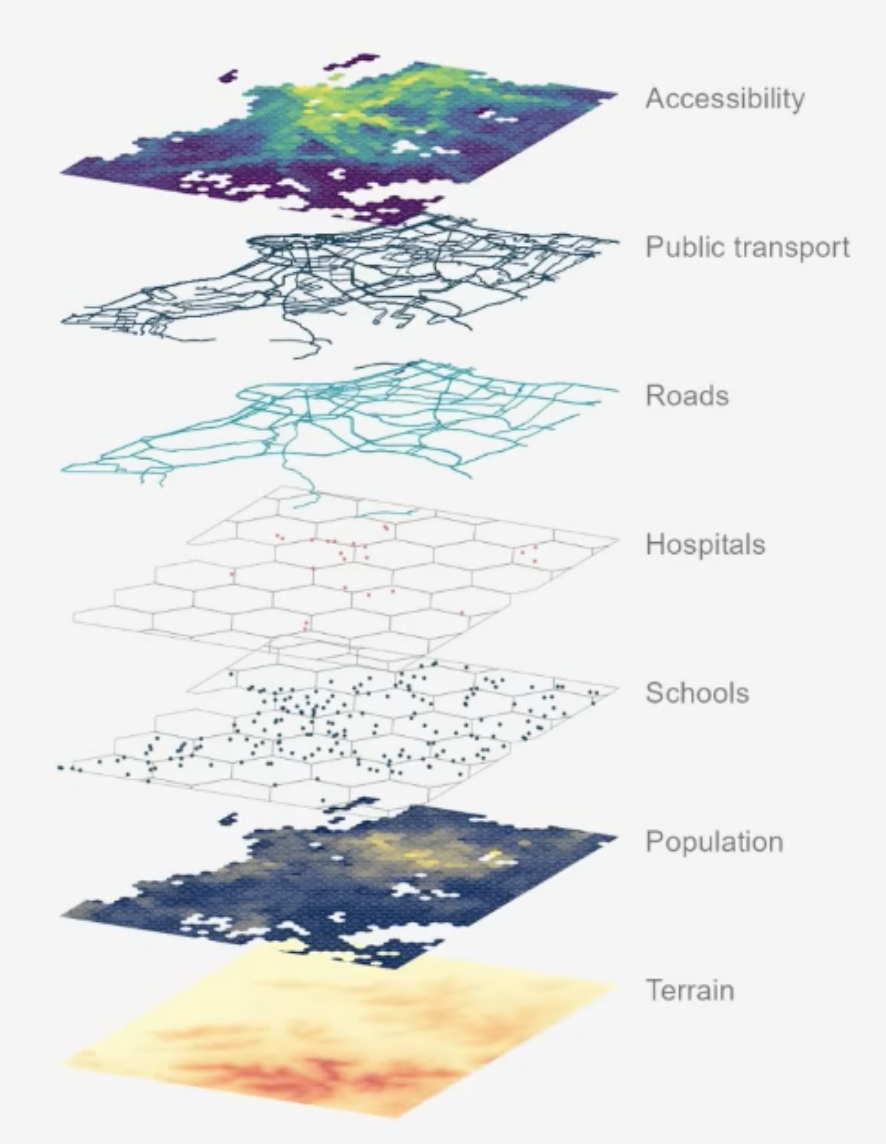 Accessibility
Public transport
Roads
Hospitals
Schools
Population
Terrain